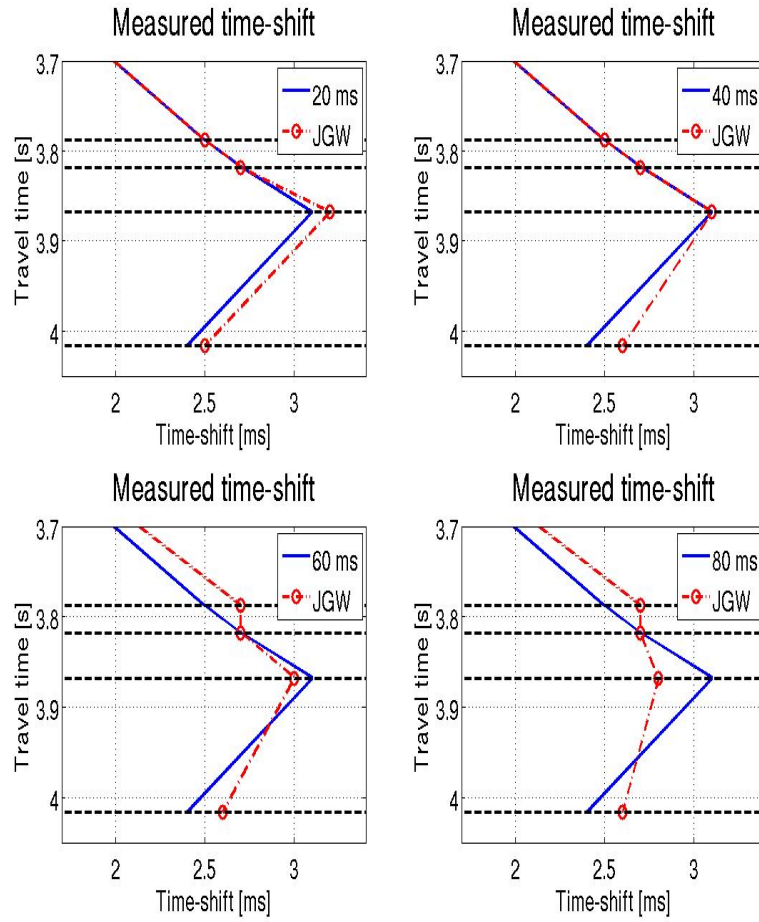 Measured time-shift
3.7
3.8
3.9
4
2
2.5
3
Travel time [s]
Time-shift [ms]
20 ms
JGW
Measured time-shift
3.7
3.8
3.9
4
2
2.5
3
Travel time [s]
Time-shift [ms]
40 ms
JGW
Measured time-shift
3.7
3.8
3.9
4
2
2.5
3
Travel time [s]
Time-shift [ms]
60 ms
JGW
Measured time-shift
3.7
3.8
3.9
4
2
2.5
3
Travel time [s]
Time-shift [ms]
80 ms
JGW